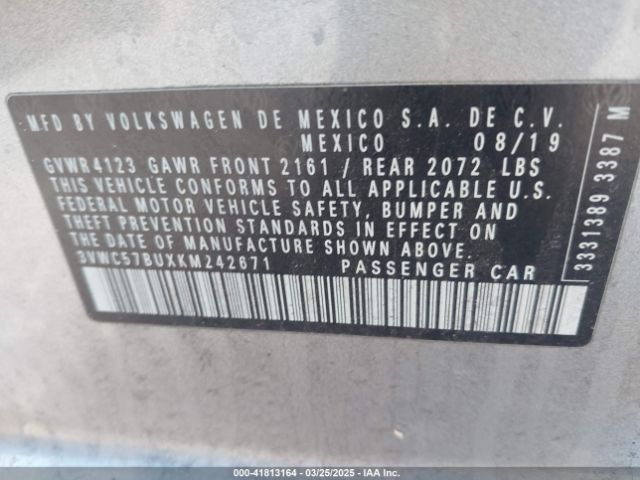 MFD BY VOLKSWAGEN DE MEXICO S.A. DE C.V.
MEXICO 08/19
GVWR 4123 GAWR FRONT 2161 / REAR 2072 LBS
THIS VEHICLE CONFORMS TO ALL APPLICABLE U.S.
FEDERAL MOTOR VEHICLE SAFETY, BUMPER AND
THEFT PREVENTION STANDARDS IN EFFECT ON
THE DATE OF MANUFACTURE SHOWN ABOVE.
3VWC57BUXKM242671 PASSENGER CAR
3331389 3387 M
000-41813164 | 03/25/2025 | IAA Inc.